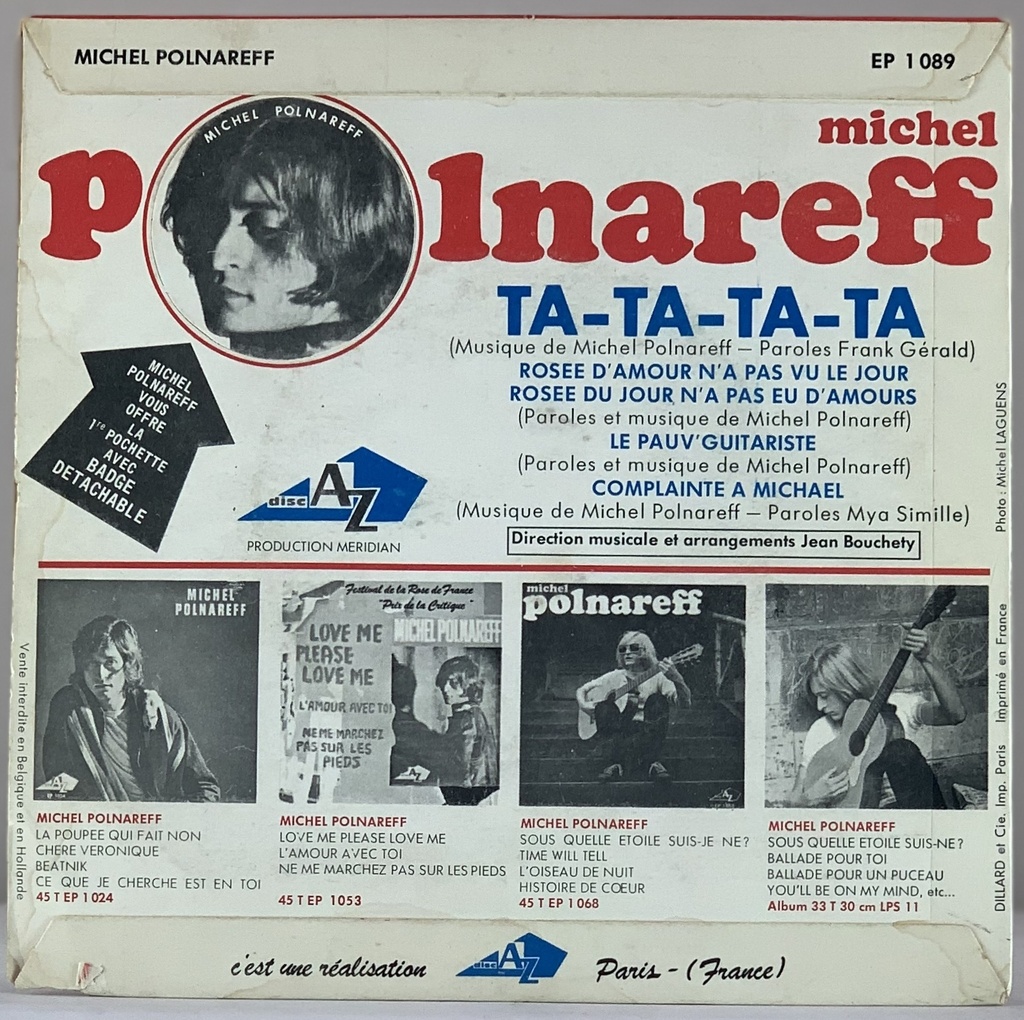 MICHEL POLNAREFF
EP 1089
MICHEL POLNAREFF
michel
polnareff
TA-TA-TA-TA
(Musique de Michel Polnareff — Paroles Frank Gérald)
ROSEE D'AMOUR N'A PAS VU LE JOUR
ROSEE DU JOUR N'A PAS EU D'AMOURS
(Paroles et musique de Michel Polnareff)
LE PAUV'GUITARISTE
(Paroles et musique de Michel Polnareff)
COMPLAINTE A MICHAEL
(Musique de Michel Polnareff — Paroles Mya Simille)
Direction musicale et arrangements Jean Bouchety
MICHEL
POLNAREFF
VOUS
OFFRE
LA
1re POCHETTE
AVEC
BADGE
DETACHABLE
disc AZ
PRODUCTION MERIDIAN
Photo : Michel LAGUENS
MICHEL
POLNAREFF
AZ
EP 1024
Festival de la Rose de France
"Prix de la Critique"
LOVE ME
PLEASE
LOVE ME
MICHEL POLNAREFF
L'AMOUR AVEC TOI
NE ME MARCHEZ
PAS SUR LES
PIEDS
AZ
michel
polnareff
AZ
MICHEL POLNAREFF
LA POUPEE QUI FAIT NON
CHERE VERONIQUE
BEATNIK
CE QUE JE CHERCHE EST EN TOI
45 T EP 1024
MICHEL POLNAREFF
LOVE ME PLEASE LOVE ME
L'AMOUR AVEC TOI
NE ME MARCHEZ PAS SUR LES PIEDS
45 T EP 1053
MICHEL POLNAREFF
SOUS QUELLE ETOILE SUIS-JE NE?
TIME WILL TELL
L'OISEAU DE NUIT
HISTOIRE DE CŒUR
45 T EP 1068
MICHEL POLNAREFF
SOUS QUELLE ETOILE SUIS-NE?
BALLADE POUR TOI
BALLADE POUR UN PUCEAU
YOU'LL BE ON MY MIND, etc...
Album 33 T 30 cm LPS 11
Vente interdite en Belgique et en Hollande
DILLARD et Cie. Imp. Paris Imprimé en France
c'est une réalisation disc AZ Paris - (France)